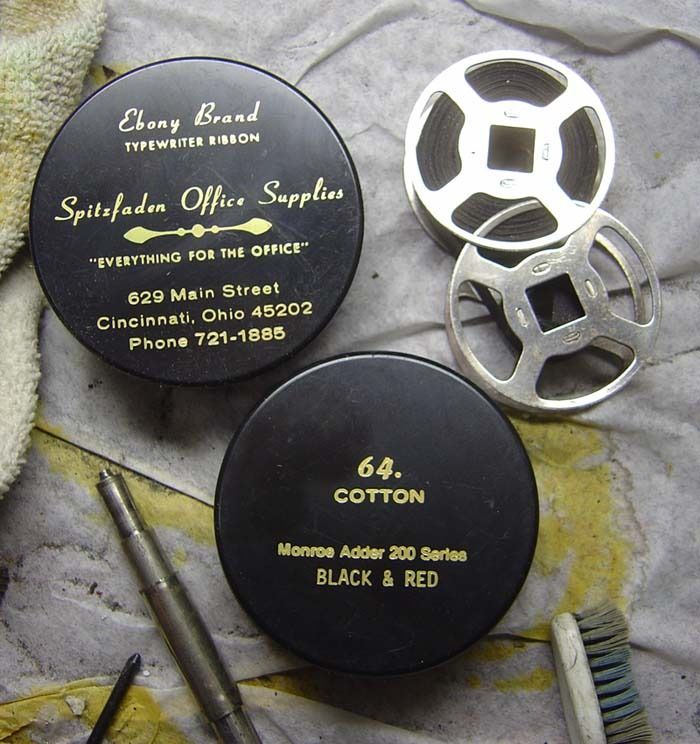 Ebony Brand
TYPEWRITER RIBBON
Spitzfaden Office Supplies
"EVERYTHING FOR THE OFFICE"
629 Main Street
Cincinnati, Ohio 45202
Phone 721-1885
64.
COTTON
Monroe Adder 200 Series
BLACK & RED